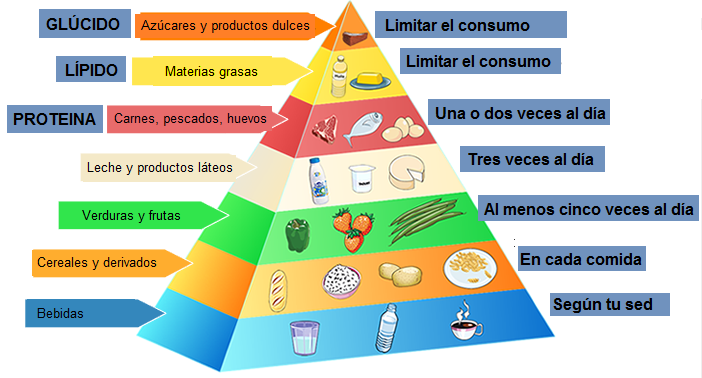 GLÚCIDO Azúcares y productos dulces Limitar el consumo
LÍPIDO Materias grasas Limitar el consumo
PROTEINA Carnes, pescados, huevos Una o dos veces al día
Leche y productos láteos Tres veces al día
Verduras y frutas Al menos cinco veces al día
Cereales y derivados En cada comida
Bebidas Según tu sed